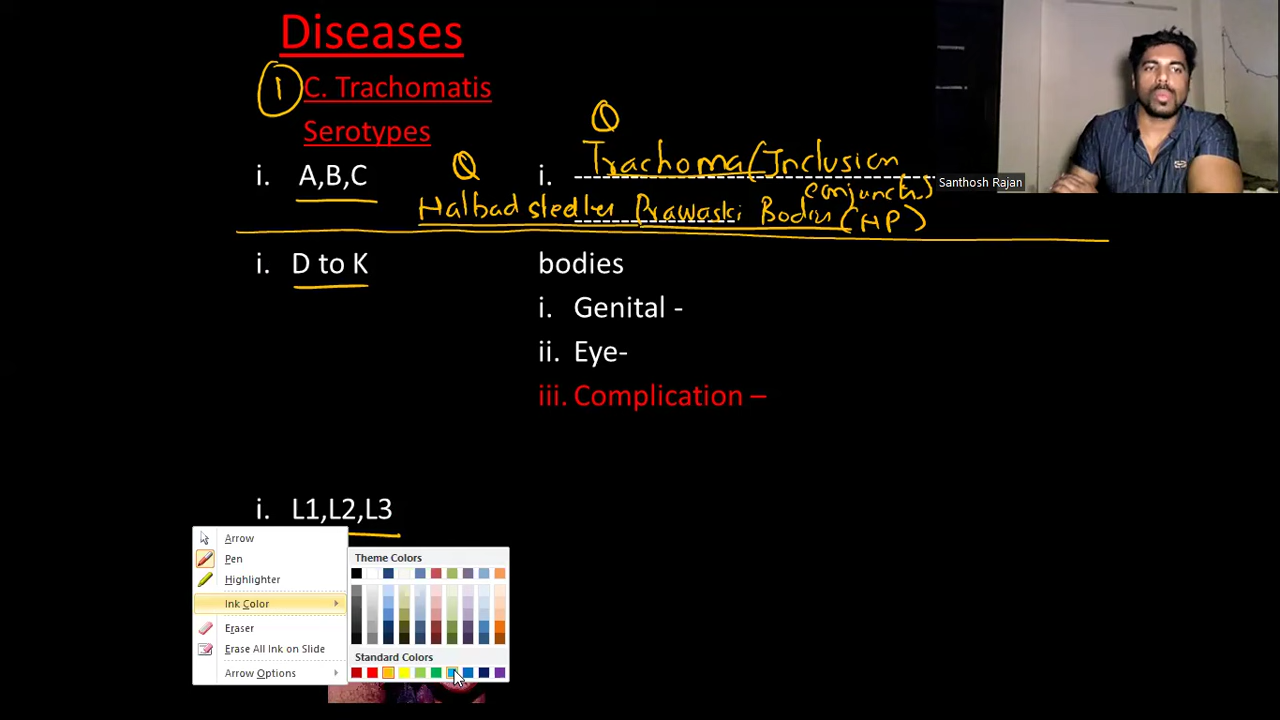 Diseases
1 C. Trachomatis
Serotypes
Q
i. A,B,C
Q
i. Trachoma (Inclusion
conjunct.)
Halbad stedler Prawaski Bodies (HP)
Santhosh Rajan
i. D to K
bodies
i. Genital -
ii. Eye-
iii. Complication –
i. L1,L2,L3
Arrow
Pen
Highlighter
Ink Color
Eraser
Erase All Ink on Slide
Arrow Options
Theme Colors
Standard Colors